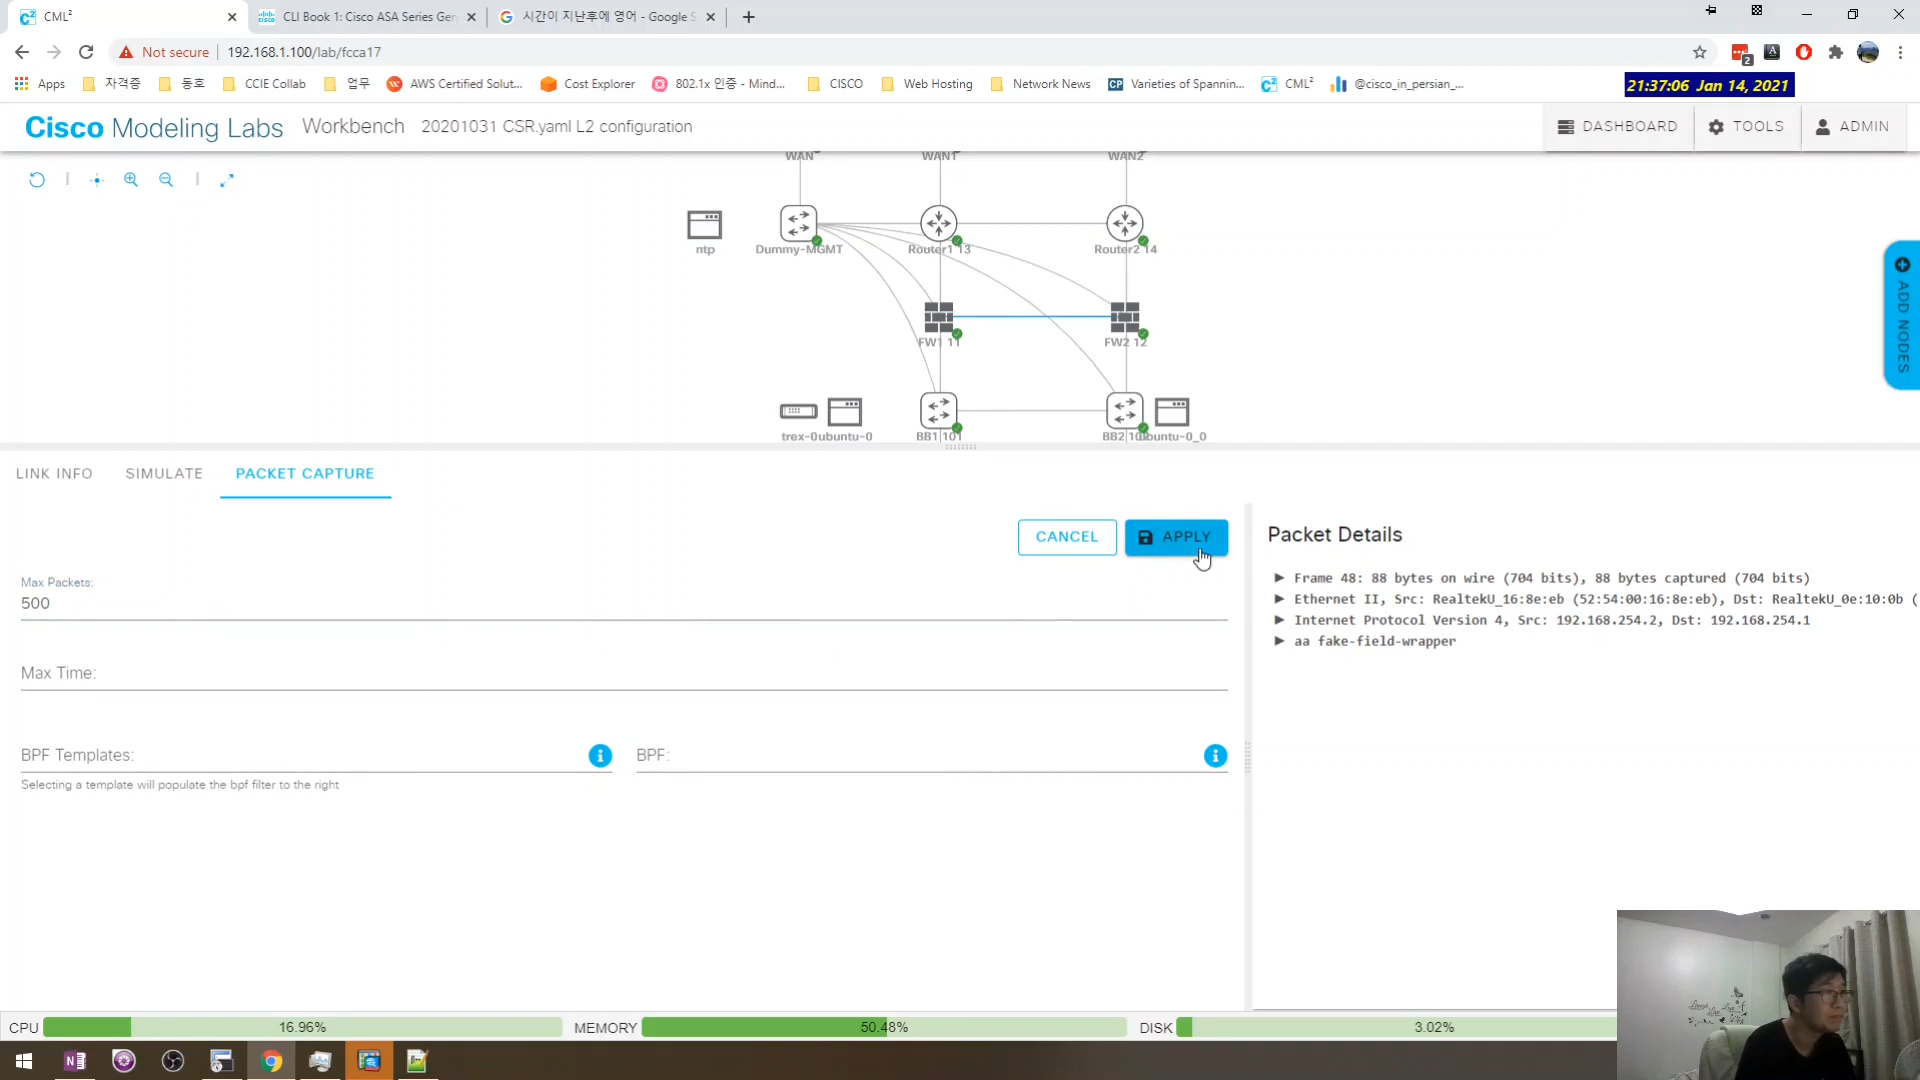 CML²
CLI Book 1: Cisco ASA Series Gen
시간이 지난후에 영어 - Google S
Not secure
192.168.1.100/lab/fcca17
2
Apps
자격증
동호
CCIE Collab
업무
AWS Certified Solut...
Cost Explorer
802.1x 인증 - Mind...
CISCO
Web Hosting
Network News
Varieties of Spannin...
CML²
@cisco_in_persian_...
21:37:06 Jan 14, 2021
Cisco Modeling Labs
Workbench
20201031 CSR.yaml L2 configuration
DASHBOARD
TOOLS
ADMIN
WAN
WAN1
WAN2
ntp
Dummy-MGMT
Router1 13
Router2 14
FW1 11
FW2 12
trex-0
ubuntu-0
BB1 101
BB2
ubuntu-0_0
ADD NODES
LINK INFO
SIMULATE
PACKET CAPTURE
CANCEL
APPLY
Max Packets:
500
Max Time:
BPF Templates:
BPF:
Selecting a template will populate the bpf filter to the right
Packet Details
Frame 48: 88 bytes on wire (704 bits), 88 bytes captured (704 bits)
Ethernet II, Src: RealtekU_16:8e:eb (52:54:00:16:8e:eb), Dst: RealtekU_0e:10:0b (
Internet Protocol Version 4, Src: 192.168.254.2, Dst: 192.168.254.1
aa fake-field-wrapper
CPU
16.96%
MEMORY
50.48%
DISK
3.02%